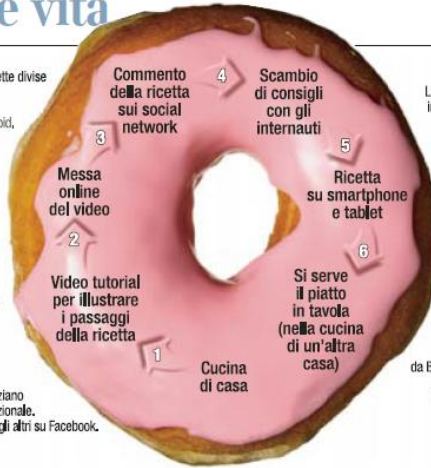 e vita
ette divise
oid,
Commento
della ricetta
sui social
network
4
Scambio
di consigli
con gli
internauti
3
5
Messa
online
del video
Ricetta
su smartphone
e tablet
2
6
Video tutorial
per illustrare
i passaggi
della ricetta
Si serve
il piatto
in tavola
(nella cucina
di un'altra
casa)
1
Cucina
di casa
da B
ziano
zionale.
gli altri su Facebook.